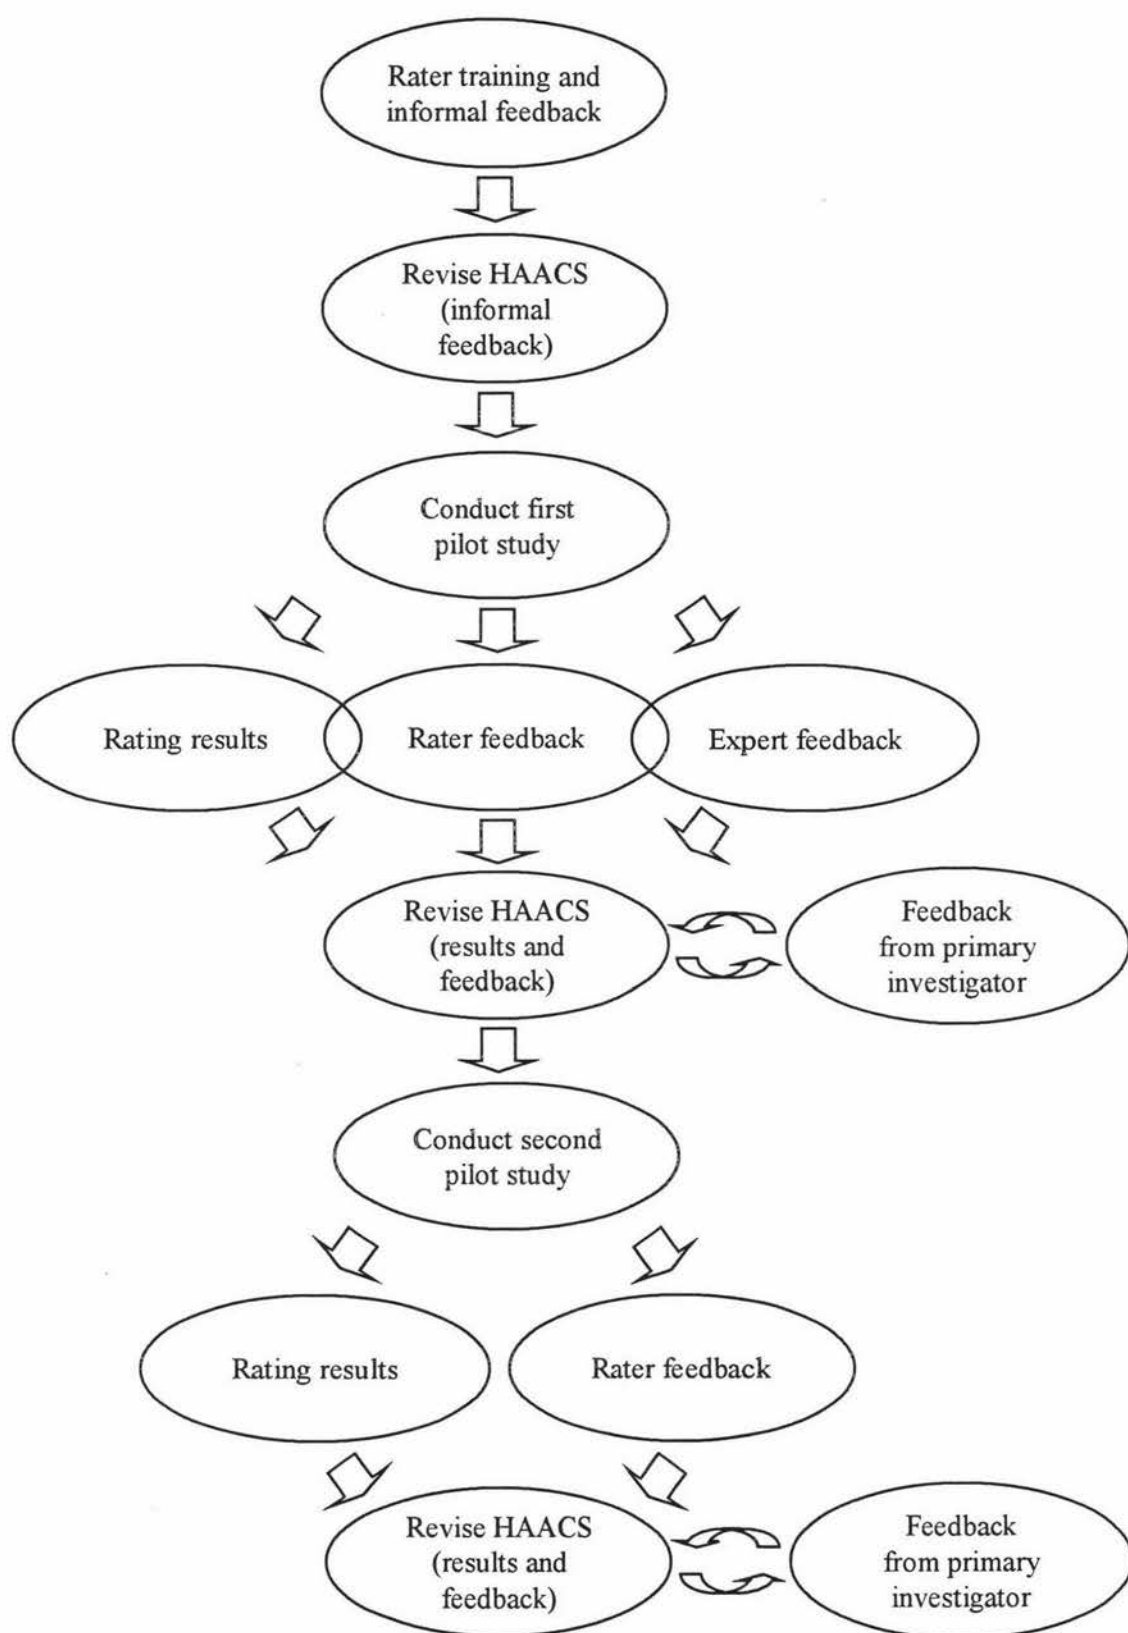 Rater training and
informal feedback
Revise HAACS
(informal
feedback)
Conduct first
pilot study
Rating results
Rater feedback
Expert feedback
Revise HAACS
(results and
feedback)
Feedback
from primary
investigator
Conduct second
pilot study
Rating results
Rater feedback
Revise HAACS
(results and
feedback)
Feedback
from primary
investigator